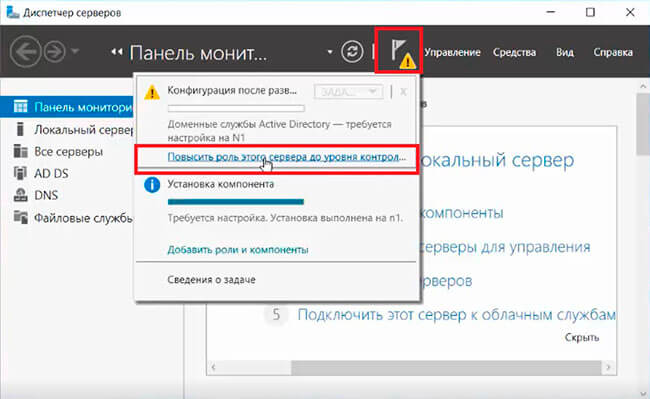 Диспетчер серверов
Панель монит...
Управление Средства Вид Справка
Панель монитори
Локальный сервер
Все серверы
AD DS
DNS
Файловые службы
Конфигурация после разв...
ЗАДА...
X
Доменные службы Active Directory — требуется
настройка на N1
Повысить роль этого сервера до уровня контрол...
Установка компонента
Требуется настройка. Установка выполнена на n1.
Добавить роли и компоненты
Сведения о задаче
окальный сервер
компоненты
серверы для управления
ерверов
5 Подключить этот сервер к облачным службам
Скрыть